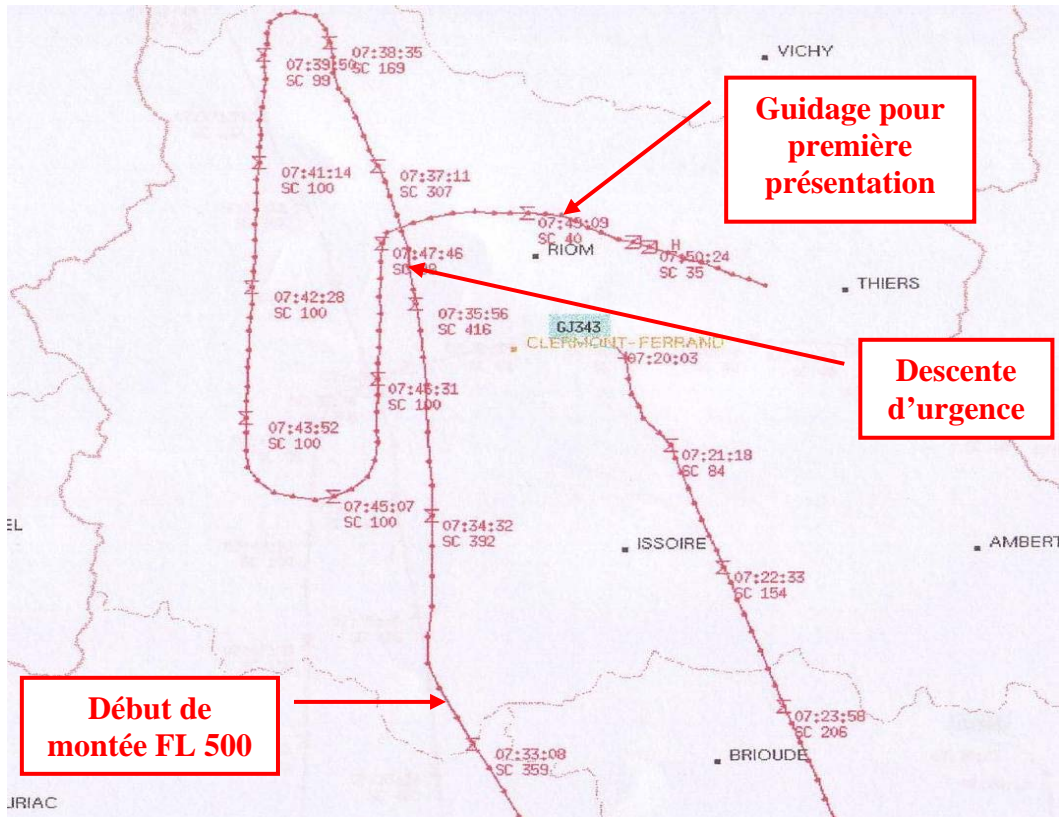 VICHY
07:38:35
SC 169
07:39:50
SC 99
Guidage pour
première
présentation
07:41:14
SC 100
07:37:11
SC 307
07:49:09
SC 40
H
RIOM
07:50:24
SC 35
07:47:46
THIERS
07:42:28
SC 100
07:35:56
SC 416
GJ343
CLERMONT-FERRAND
07:20:03
Descente
d’urgence
07:46:31
SC 100
07:43:52
SC 100
07:21:18
SC 84
07:45:07
SC 100
07:34:32
SC 392
EL
ISSOIRE
AMBERT
07:22:33
SC 154
Début de
montée FL 500
07:23:58
SC 206
07:33:08
SC 359
BRIOUDE
URIAC